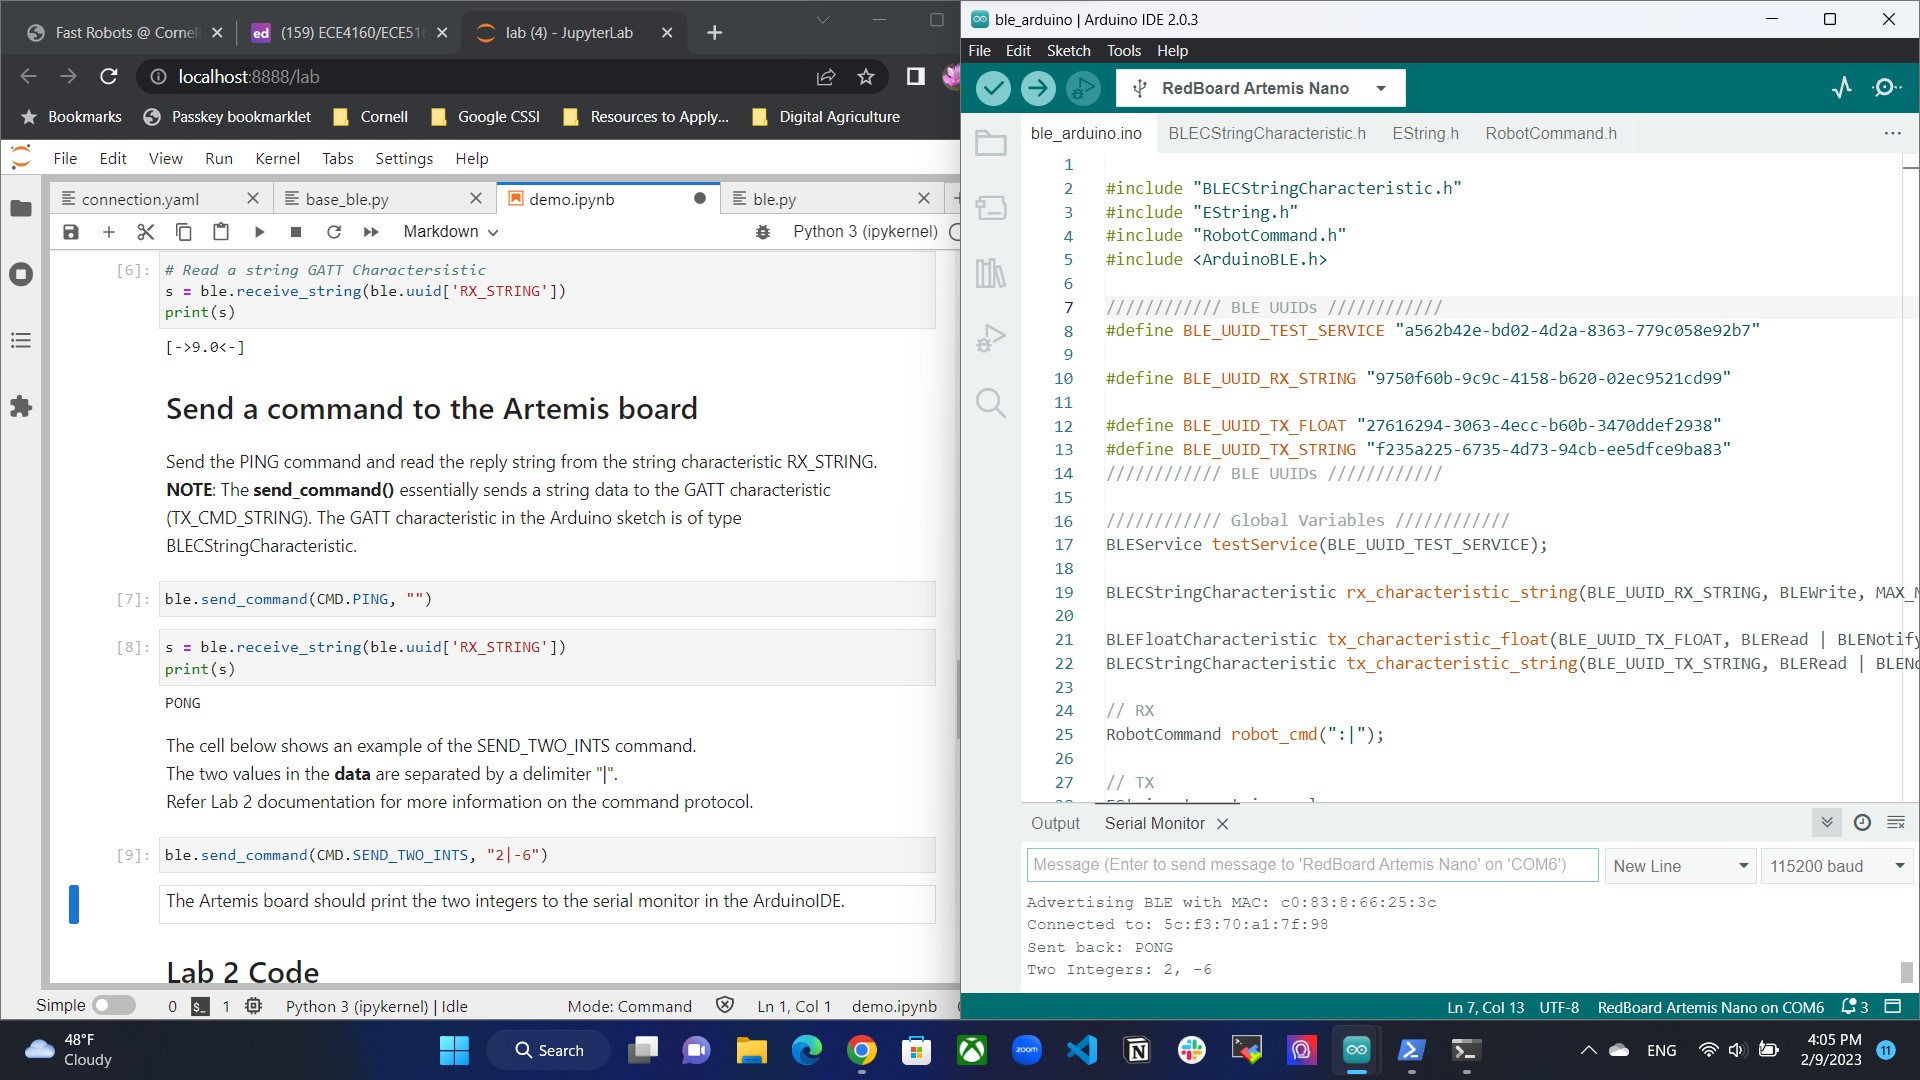 Fast Robots @ Cornell
(159) ECE4160/ECE516
lab (4) - JupyterLab
localhost:8888/lab
Bookmarks
Passkey bookmarklet
Cornell
Google CSSI
Resources to Apply...
Digital Agriculture
File Edit View Run Kernel Tabs Settings Help
connection.yaml
base_ble.py
demo.ipynb
ble.py
Markdown
Python 3 (ipykernel)
[6]:
# Read a string GATT Charactersistic
s = ble.receive_string(ble.uuid['RX_STRING'])
print(s)
[->9.0<-]
Send a command to the Artemis board
Send the PING command and read the reply string from the string characteristic RX_STRING.
NOTE: The send_command() essentially sends a string data to the GATT characteristic
(TX_CMD_STRING). The GATT characteristic in the Arduino sketch is of type
BLECStringCharacteristic.
[7]:
ble.send_command(CMD.PING, "")
[8]:
s = ble.receive_string(ble.uuid['RX_STRING'])
print(s)
PONG
The cell below shows an example of the SEND_TWO_INTS command.
The two values in the data are separated by a delimiter "|".
Refer Lab 2 documentation for more information on the command protocol.
[9]:
ble.send_command(CMD.SEND_TWO_INTS, "2|-6")
The Artemis board should print the two integers to the serial monitor in the ArduinoIDE.
Lab 2 Code
Simple 0 $_ 1 Python 3 (ipykernel) | Idle Mode: Command Ln 1, Col 1 demo.ipynb
ble_arduino | Arduino IDE 2.0.3
File Edit Sketch Tools Help
RedBoard Artemis Nano
ble_arduino.ino
BLECStringCharacteristic.h
EString.h
RobotCommand.h
1
2 #include "BLECStringCharacteristic.h"
3 #include "EString.h"
4 #include "RobotCommand.h"
5 #include <ArduinoBLE.h>
6
7 //////////// BLE UUIDs ////////////
8 #define BLE_UUID_TEST_SERVICE "a562b42e-bd02-4d2a-8363-779c058e92b7"
9
10 #define BLE_UUID_RX_STRING "9750f60b-9c9c-4158-b620-02ec9521cd99"
11
12 #define BLE_UUID_TX_FLOAT "27616294-3063-4ecc-b60b-3470ddef2938"
13 #define BLE_UUID_TX_STRING "f235a225-6735-4d73-94cb-ee5dfce9ba83"
14 //////////// BLE UUIDs ////////////
15
16 //////////// Global Variables ////////////
17 BLEService testService(BLE_UUID_TEST_SERVICE);
18
19 BLECStringCharacteristic rx_characteristic_string(BLE_UUID_RX_STRING, BLEWrite, MAX_
20
21 BLEFloatCharacteristic tx_characteristic_float(BLE_UUID_TX_FLOAT, BLERead | BLENotify
22 BLECStringCharacteristic tx_characteristic_string(BLE_UUID_TX_STRING, BLERead | BLENo
23
24 // RX
25 RobotCommand robot_cmd(":|");
26
27 // TX
Output
Serial Monitor
Message (Enter to send message to 'RedBoard Artemis Nano' on 'COM6')
New Line
115200 baud
Advertising BLE with MAC: c0:83:8:66:25:3c
Connected to: 5c:f3:70:a1:7f:98
Sent back: PONG
Two Integers: 2, -6
Ln 7, Col 13 UTF-8 RedBoard Artemis Nano on COM6 3
48°F
Cloudy
Search
zoom
ENG
4:05 PM
2/9/2023
11